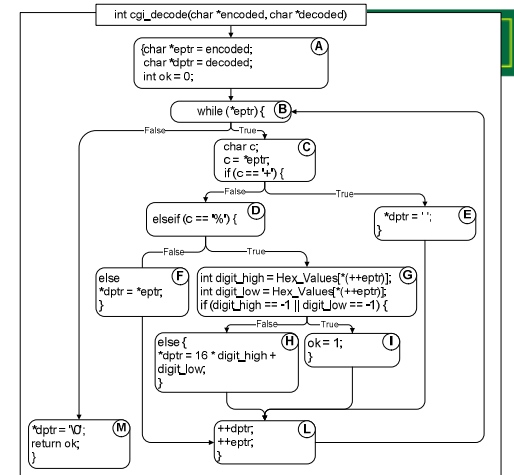 int cgi_decode(char *encoded, char *decoded)
A
{char *eptr = encoded;
char *dptr = decoded;
int ok = 0;
B
while (*eptr) {
False
True
C
char c;
c = *eptr;
if (c == '+') {
False
True
D
elseif (c == '%') {
E
*dptr = ' ';
}
False
True
F
else
*dptr = *eptr;
}
G
int digit_high = Hex_Values[*(++eptr)];
int digit_low = Hex_Values[*(++eptr)];
if (digit_high == -1 || digit_low == -1) {
False
True
H
else {
*dptr = 16 * digit_high +
digit_low;
}
I
ok = 1;
}
M
*dptr = '\0';
return ok;
}
L
++dptr;
++eptr;
}